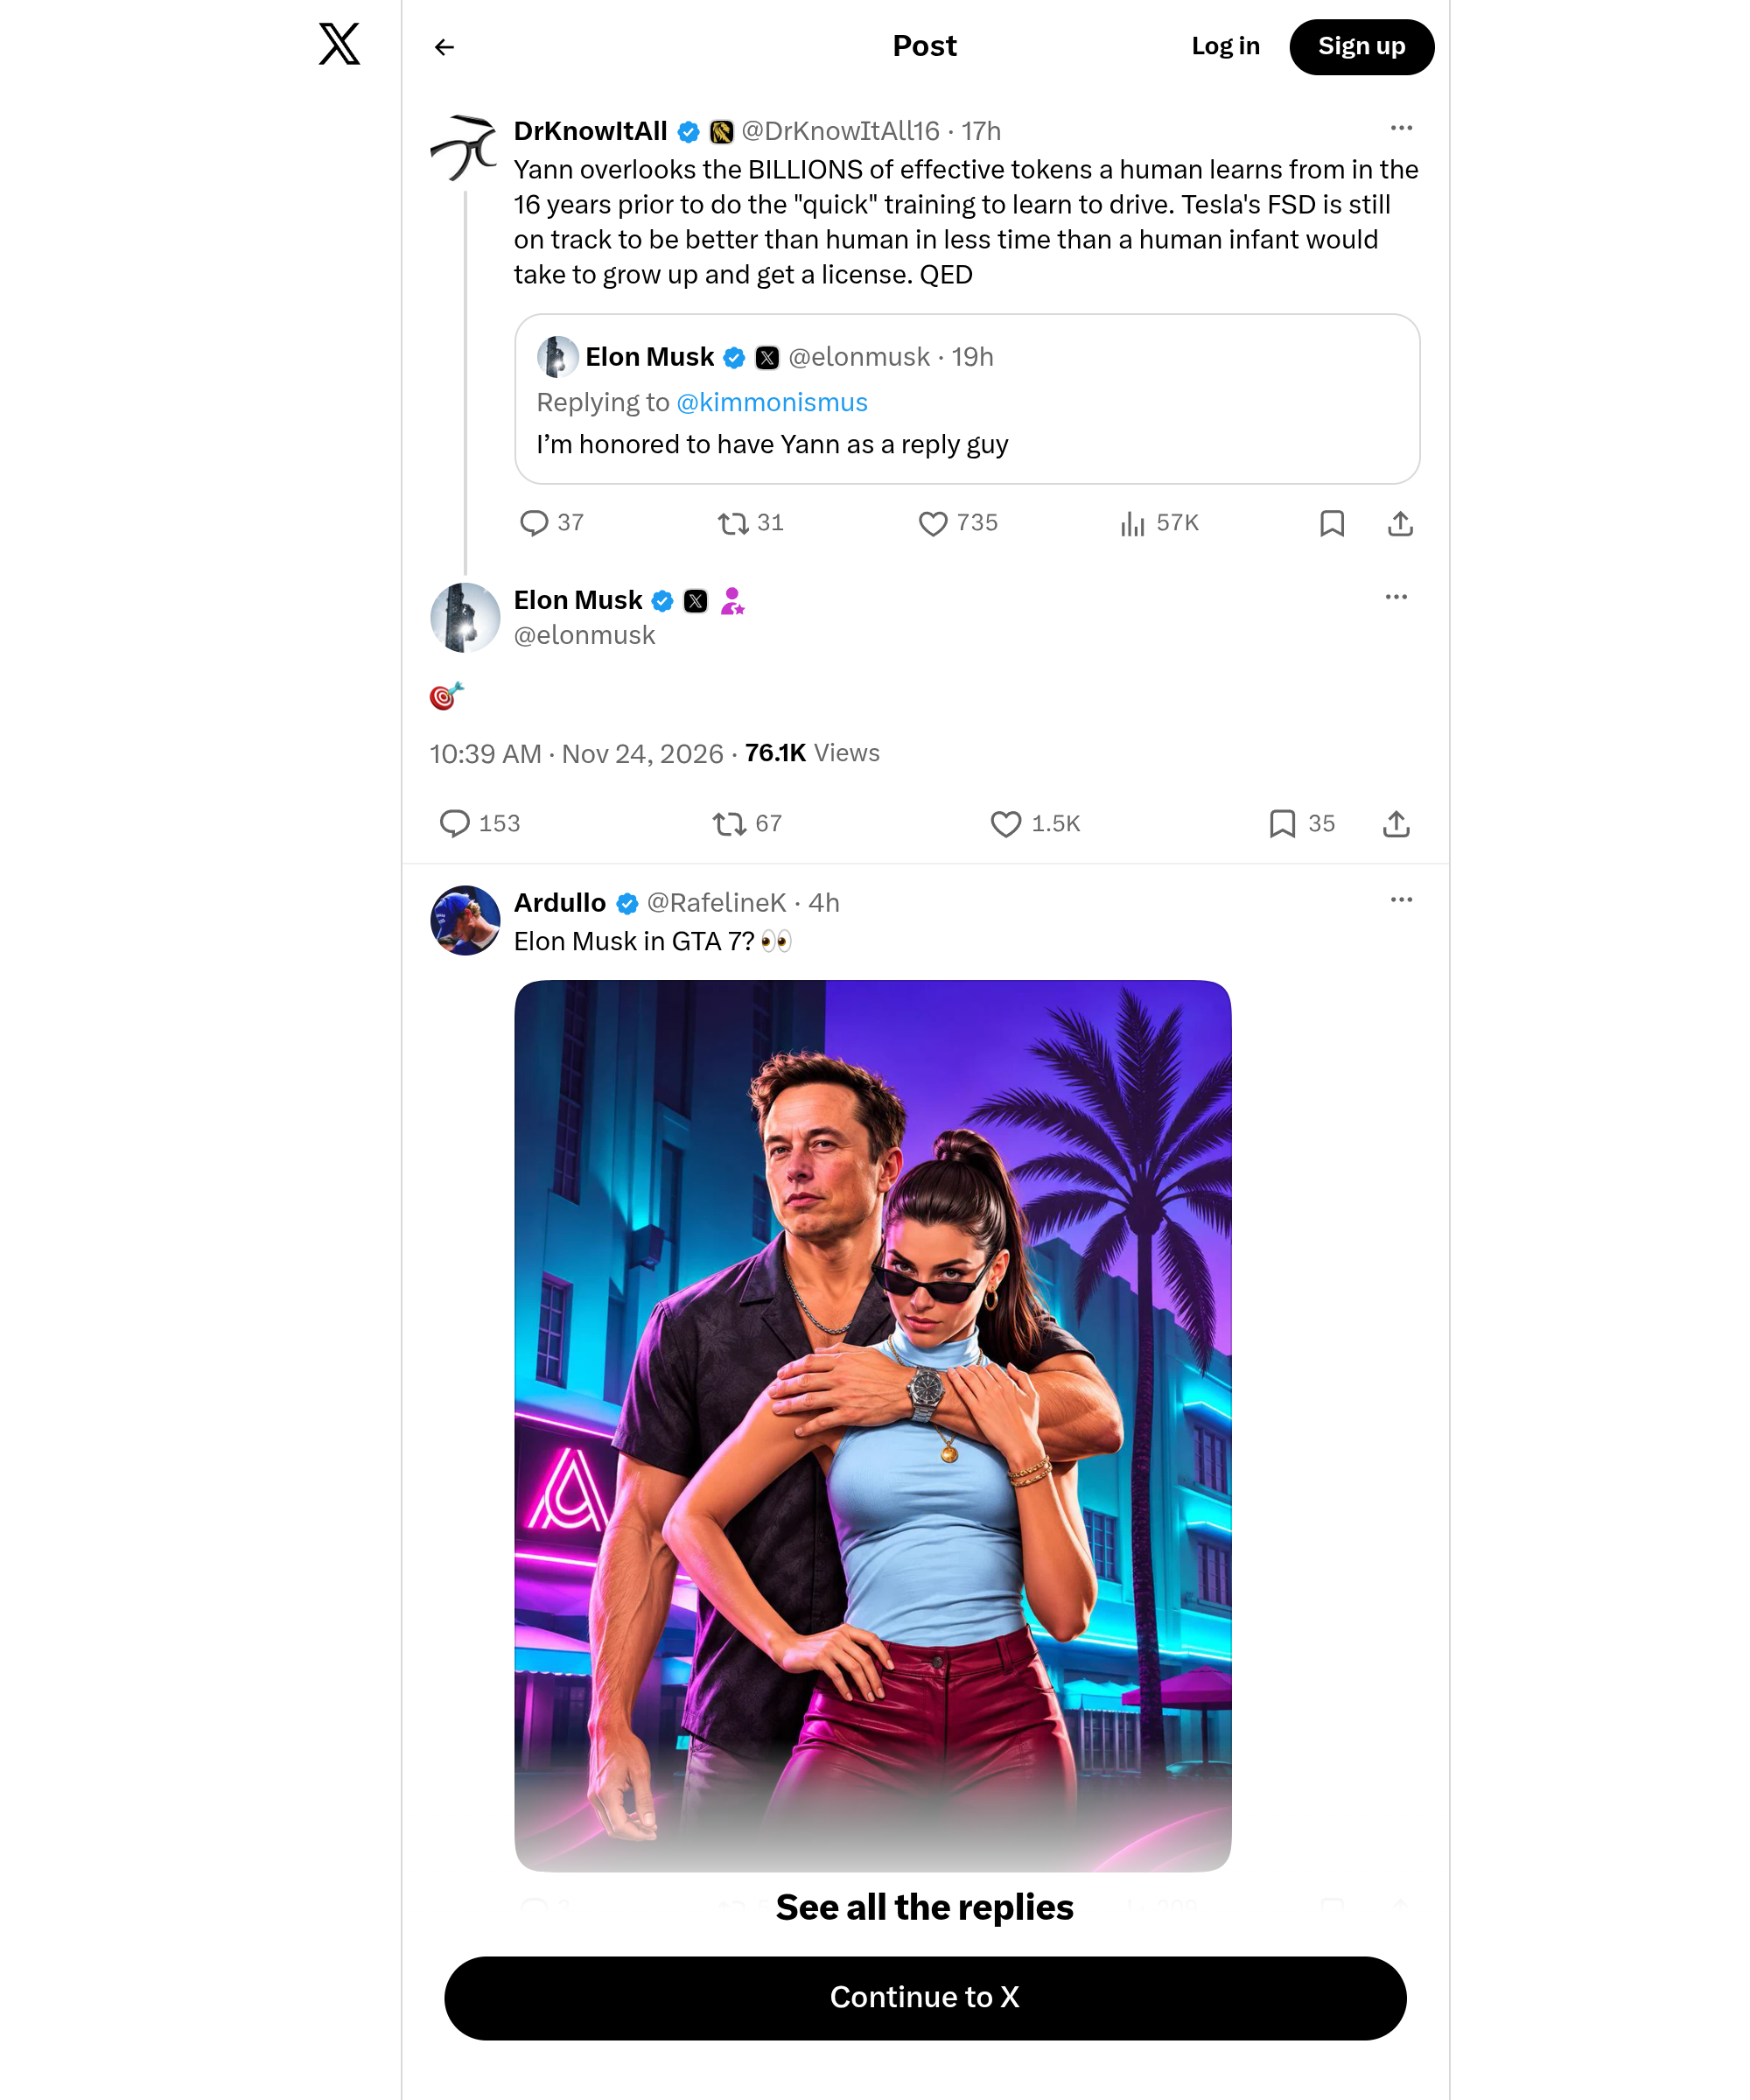 Post
Log in
Sign up
DrKnowItAll @DrKnowItAll16 · 17h
Yann overlooks the BILLIONS of effective tokens a human learns from in the
16 years prior to do the "quick" training to learn to drive. Tesla's FSD is still
on track to be better than human in less time than a human infant would
take to grow up and get a license. QED
Elon Musk @elonmusk · 19h
Replying to @kimmonismus
I’m honored to have Yann as a reply guy
37 31 735 57K
Elon Musk
@elonmusk
🎯
10:39 AM · Nov 24, 2026 · 76.1K Views
153 67 1.5K 35
Ardullo @RafelineK · 4h
Elon Musk in GTA 7? 👀
See all the replies
Continue to X